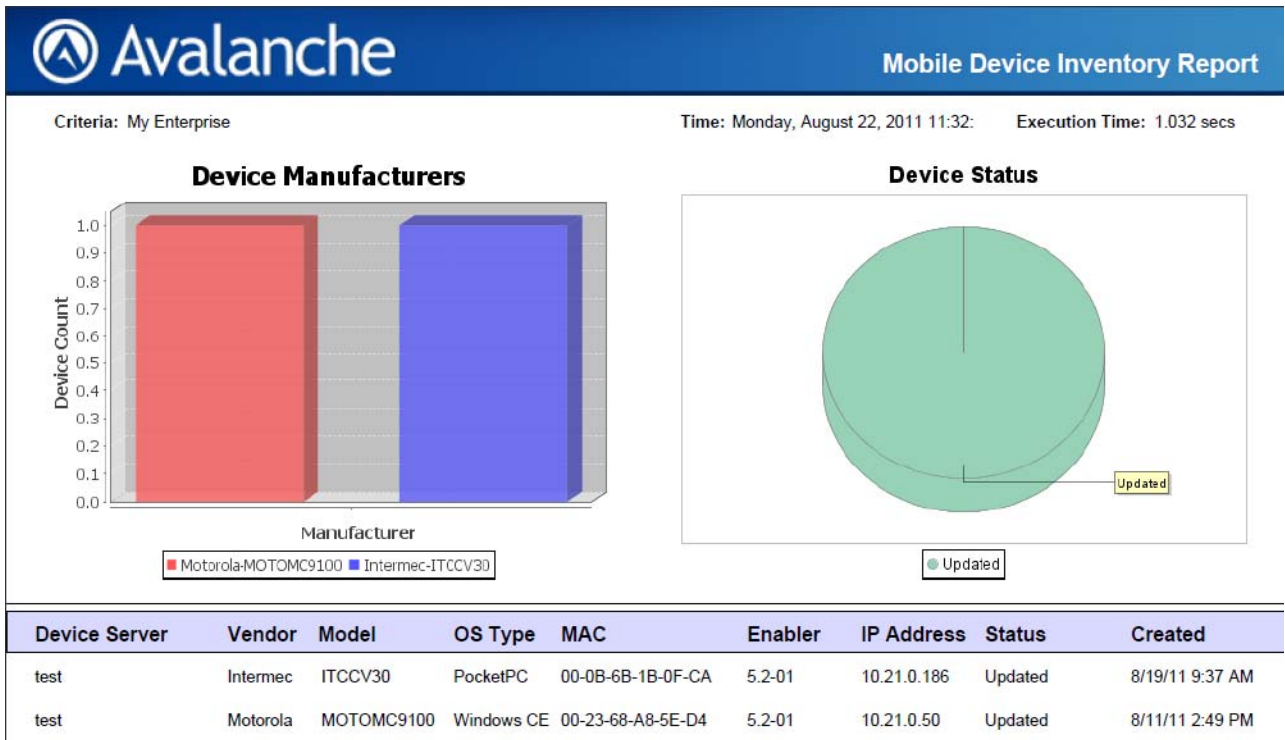 Avalanche
Mobile Device Inventory Report
Criteria: My Enterprise
Time: Monday, August 22, 2011 11:32:
Execution Time: 1.032 secs
Device Manufacturers
Device Count
1.0
0.9
0.8
0.7
0.6
0.5
0.4
0.3
0.2
0.1
0.0
Manufacturer
Motorola-MOTOMC9100 Intermec-ITCCV30
Device Status
Updated
Updated
Device Server Vendor Model OS Type MAC Enabler IP Address Status Created
test Intermec ITCCV30 PocketPC 00-0B-6B-1B-0F-CA 5.2-01 10.21.0.186 Updated 8/19/11 9:37 AM
test Motorola MOTOMC9100 Windows CE 00-23-68-A8-5E-D4 5.2-01 10.21.0.50 Updated 8/11/11 2:49 PM